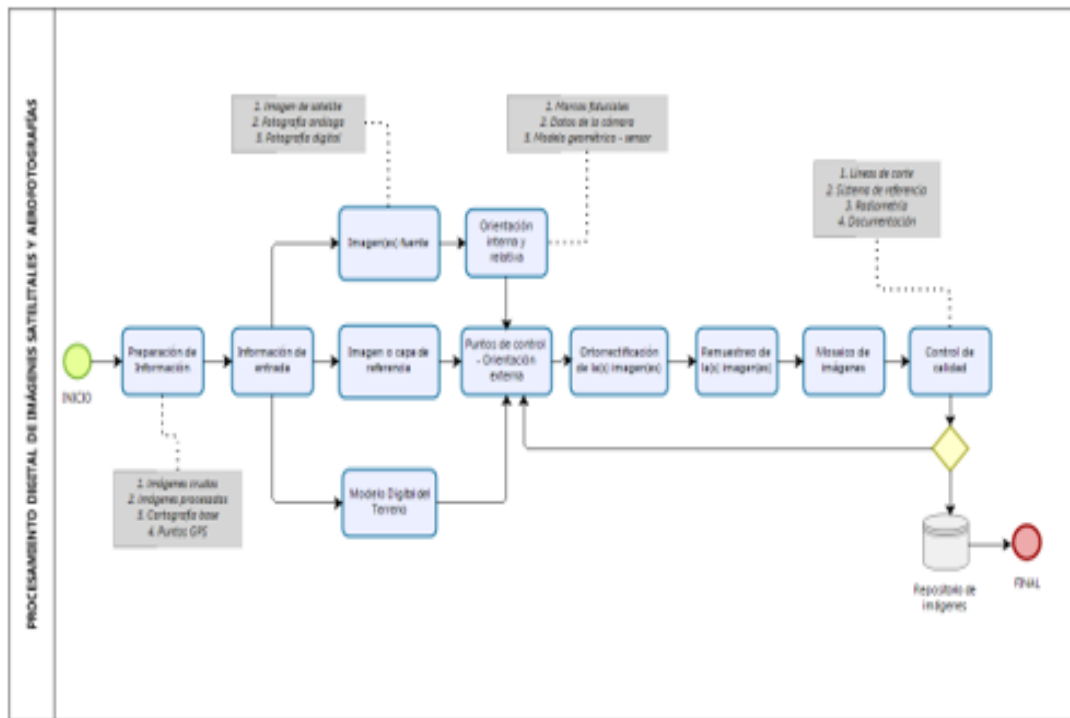 PROCESAMIENTO DIGITAL DE IMÁGENES SATELITALES Y AEROFOTOGRAFÍAS
1. Imagen de satelite
2. Fotografía análoga
3. Fotografía digital
1. Marcas fiduciales
2. Datos de la cámara
3. Modelo geométrico - sensor
1. Líneas de corte
2. Sistema de referencia
3. Radiometría
4. Documentación
Imagen(es) fuente
Orientación
interna y
relativa
INICIO
Preparación de
Información
Información de
entrada
Imagen o capa de
referencia
Puntos de control
- Orientación
externa
Ortorrectificación
de la(s) imagen(es)
Remuestreo de
la(s) imagen(es)
Mosaico de
imágenes
Control de
calidad
1. Imágenes crudas
2. Imágenes procesadas
3. Cartografía base
4. Puntos GPS
Modelo Digital del
Terreno
Repositorio de
imágenes
FINAL